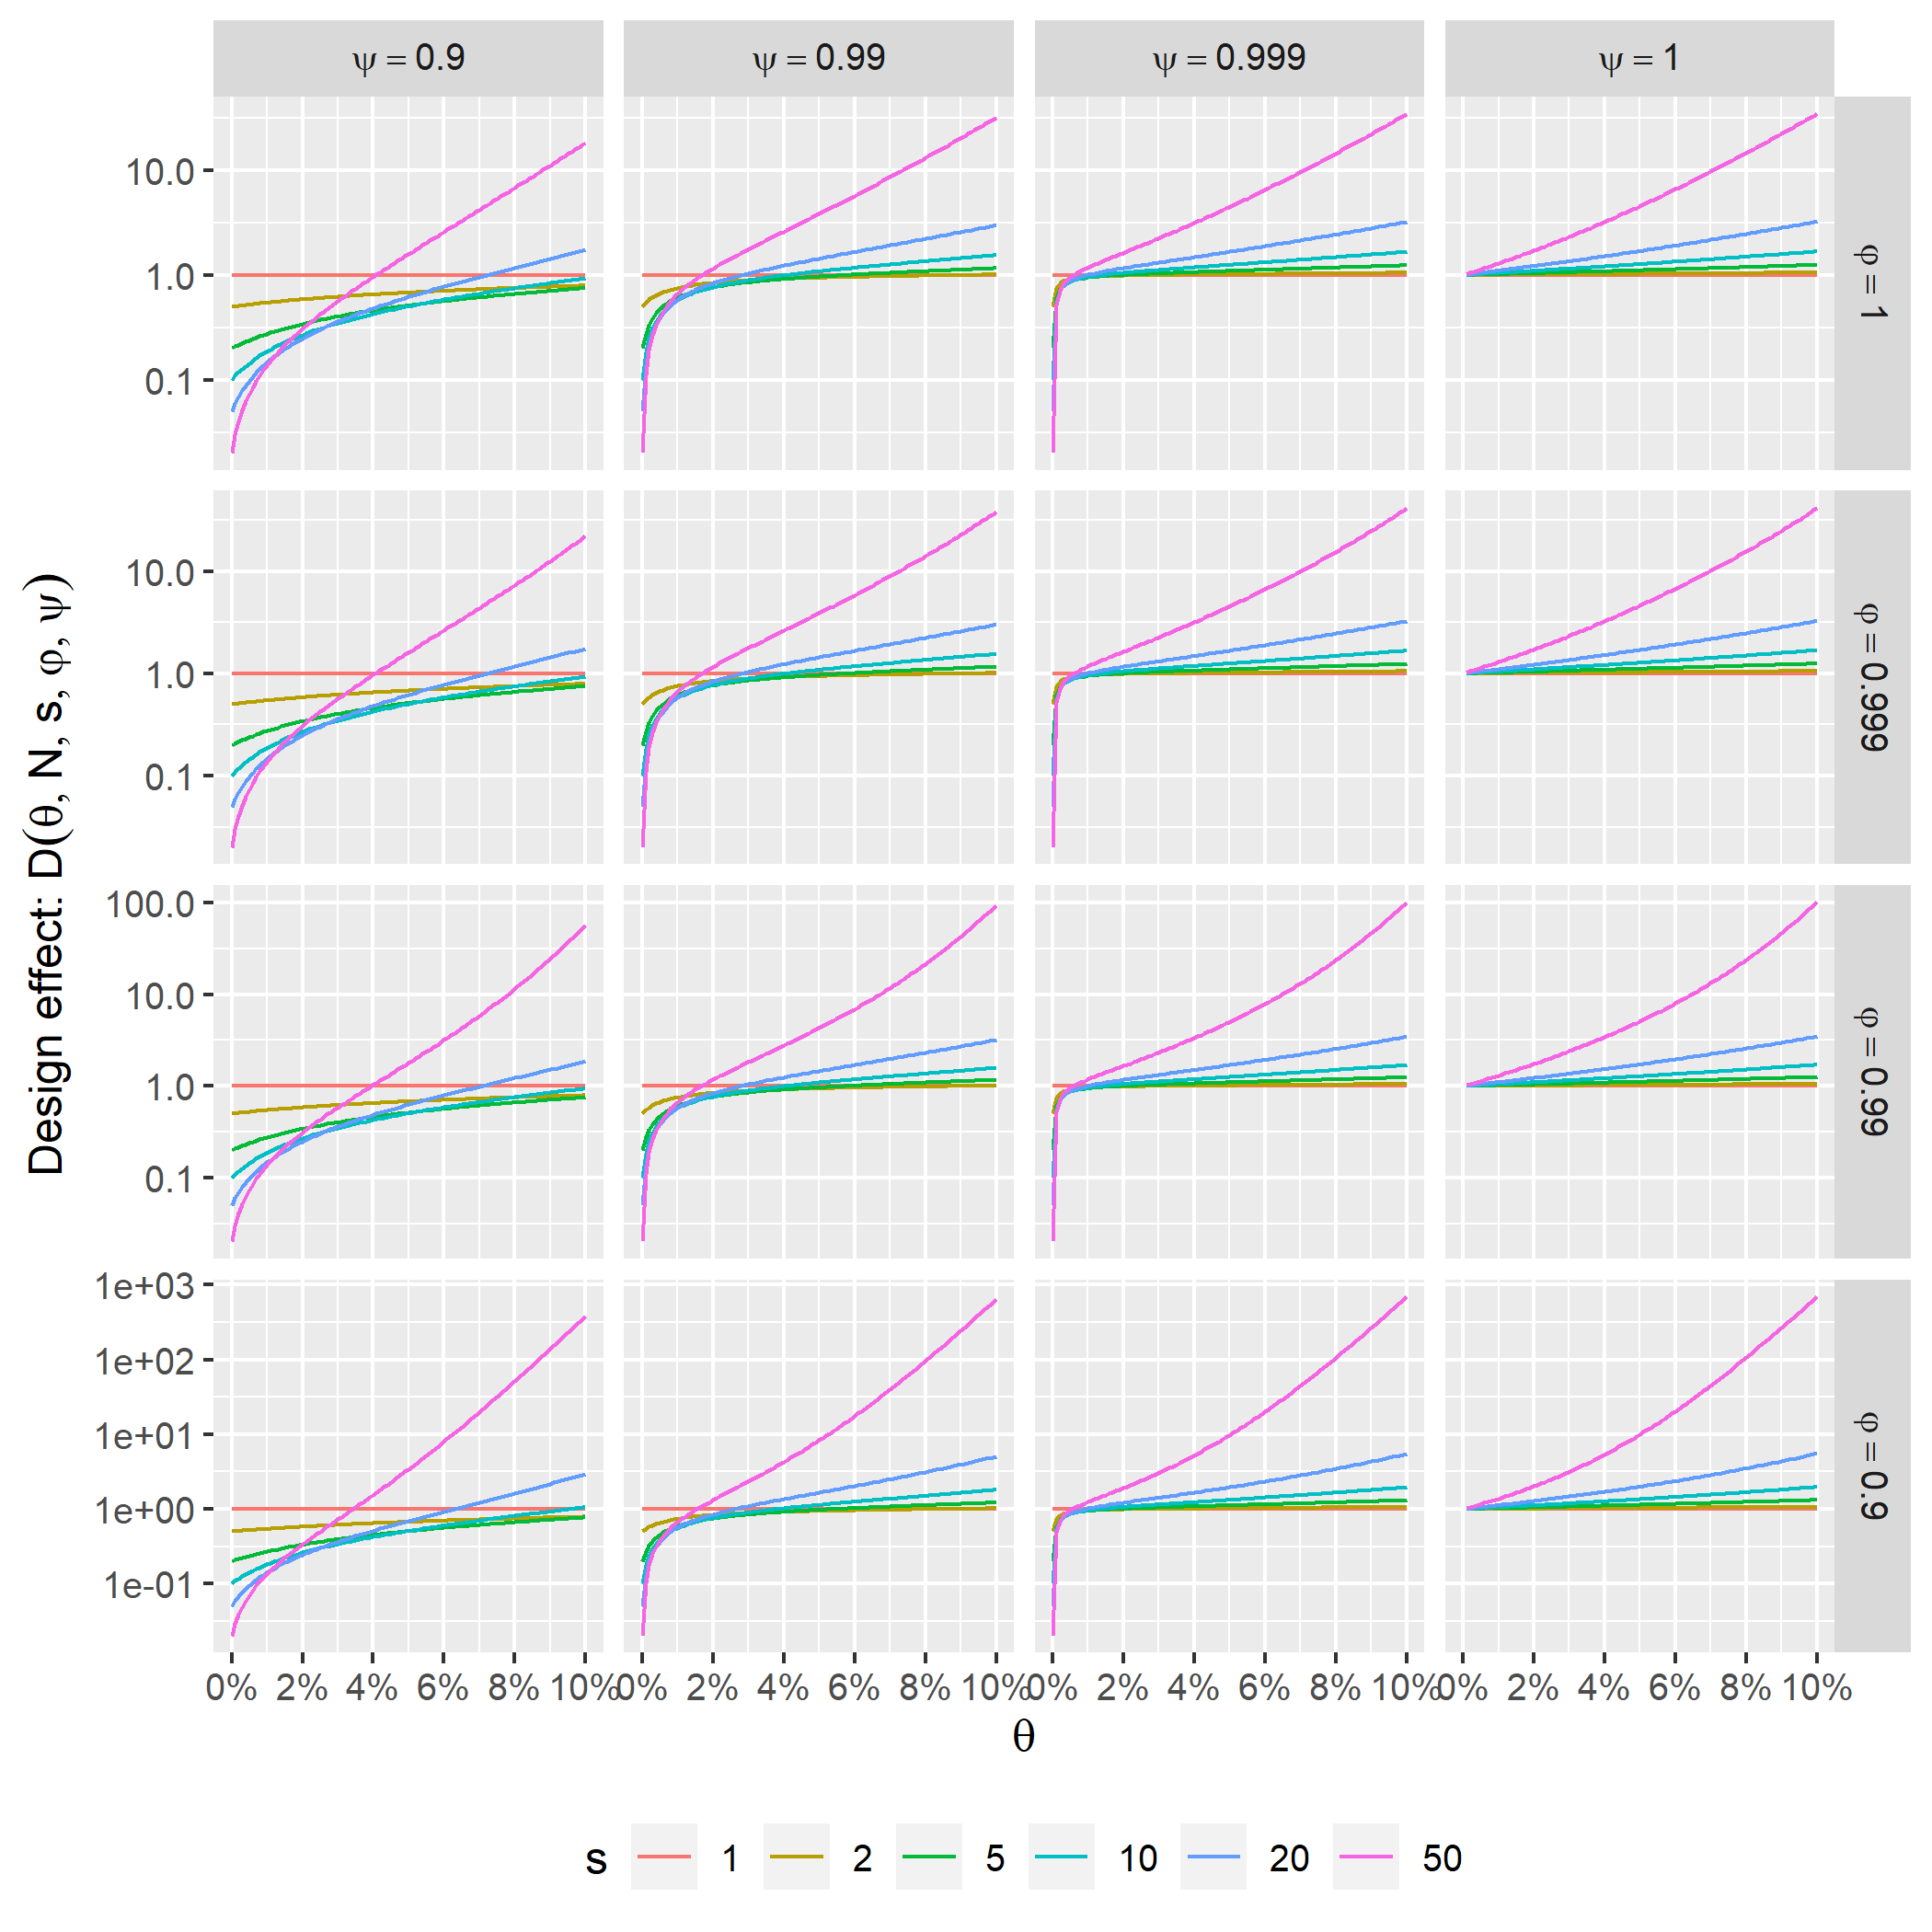 ψ = 0.9 ψ = 0.99 ψ = 0.999 ψ = 1
10.0
1.0
0.1
φ = 1
10.0
1.0
0.1
φ = 0.999
100.0
10.0
1.0
0.1
φ = 0.99
1e+03
1e+02
1e+01
1e+00
1e-01
φ = 0.9
Design effect: D(θ, N, s, φ, ψ)
0% 2% 4% 6% 8% 10% 0% 2% 4% 6% 8% 10% 0% 2% 4% 6% 8% 10% 0% 2% 4% 6% 8% 10%
θ
s 1 2 5 10 20 50